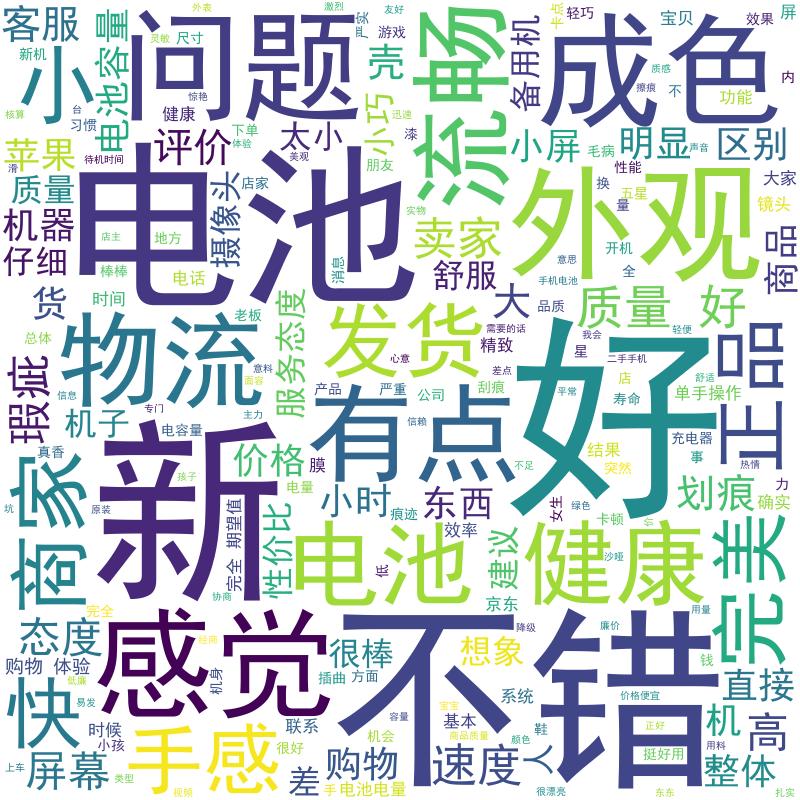 客服
电池容量
问题
流畅
备用机
成色
外表
激烈
友好
严实
卡点
轻巧
宝贝
效果
屏
新机
小
灵敏
尺寸
游戏
壳
质感
内
核算
台
习惯
惊艳
健康
迅速
擦痕
不
功能
苹果
待机时间
评价
下单
体验
太小
小巧
漆
小屏
毛病
明显
声音
区别
滑
质量
电池
美观
朋友
店家
摄像头
性能
换
五星
大家
机器
外观
量
镜头
仔细
店主
地方
实物
卖家
开机
商品
棒棒
电话
消息
舒服
意思
全
手机电池
货
时间
服务态度
老板
大
品质
质量 好
总体
物流
发货
需要的话
精致
我会
轻便
正品
瑕疵
意料
心意
星
二手手机
信息
面容
差点
店
舒适
机子
专门
主力
产品
严重
公司
刮痕
好
平常
寿命
单手操作
电容量
有点
信赖
充电器
真香
新
价格
膜
结果
事
热情
商家
孩子
电量
不足
突然
力
小时
东西
女生
绿色
划痕
确实
坑
原装
期望值
性价比
痕迹
效率
卡顿
价
完全
电池 健康
建议
沙哑
完美
低
协商
京东
态度
完全
感觉
不错
降级
廉价
用量
很棒
想象
购物 体验
低廉
机身
插曲
方面
钱
直接
快
易发
系统
价格便宜
时候
联系
宝宝
基本
鞋
机
高
小孩
手感
很好
机会
容量
商品质量
颜色
人
正好
用料
挺好用
上车
屏幕
类型
视频
差
购物
手
电池电量
速度
很漂亮
整体
东东
扎实